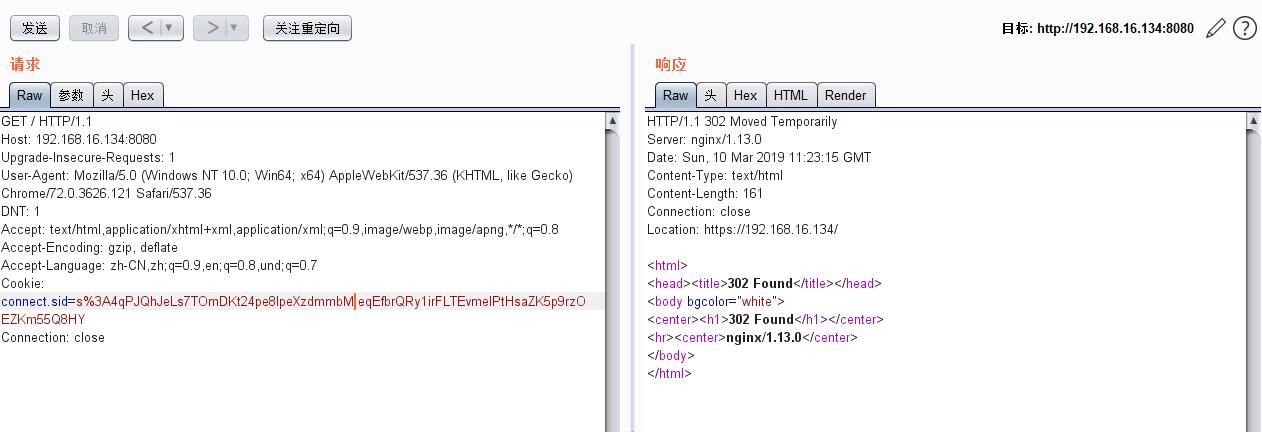 发送 取消 < > 关注重定向 目标: http://192.168.16.134:8080 ?
请求
Raw 参数 头 Hex
GET / HTTP/1.1
Host: 192.168.16.134:8080
Upgrade-Insecure-Requests: 1
User-Agent: Mozilla/5.0 (Windows NT 10.0; Win64; x64) AppleWebKit/537.36 (KHTML, like Gecko)
Chrome/72.0.3626.121 Safari/537.36
DNT: 1
Accept: text/html,application/xhtml+xml,application/xml;q=0.9,image/webp,image/apng,*/*;q=0.8
Accept-Encoding: gzip, deflate
Accept-Language: zh-CN,zh;q=0.9,en;q=0.8,und;q=0.7
Cookie:
connect.sid=s%3A4qPJQhJeLs7TOmDKt24pe8IpeXzdmmbM.eqEfbrQRy1irFLTEvmelPtHsaZK5p9rzO
EZKm55Q8HY
Connection: close
响应
Raw 头 Hex HTML Render
HTTP/1.1 302 Moved Temporarily
Server: nginx/1.13.0
Date: Sun, 10 Mar 2019 11:23:15 GMT
Content-Type: text/html
Content-Length: 161
Connection: close
Location: https://192.168.16.134/
<html>
<head><title>302 Found</title></head>
<body bgcolor="white">
<center><h1>302 Found</h1></center>
<hr><center>nginx/1.13.0</center>
</body>
</html>